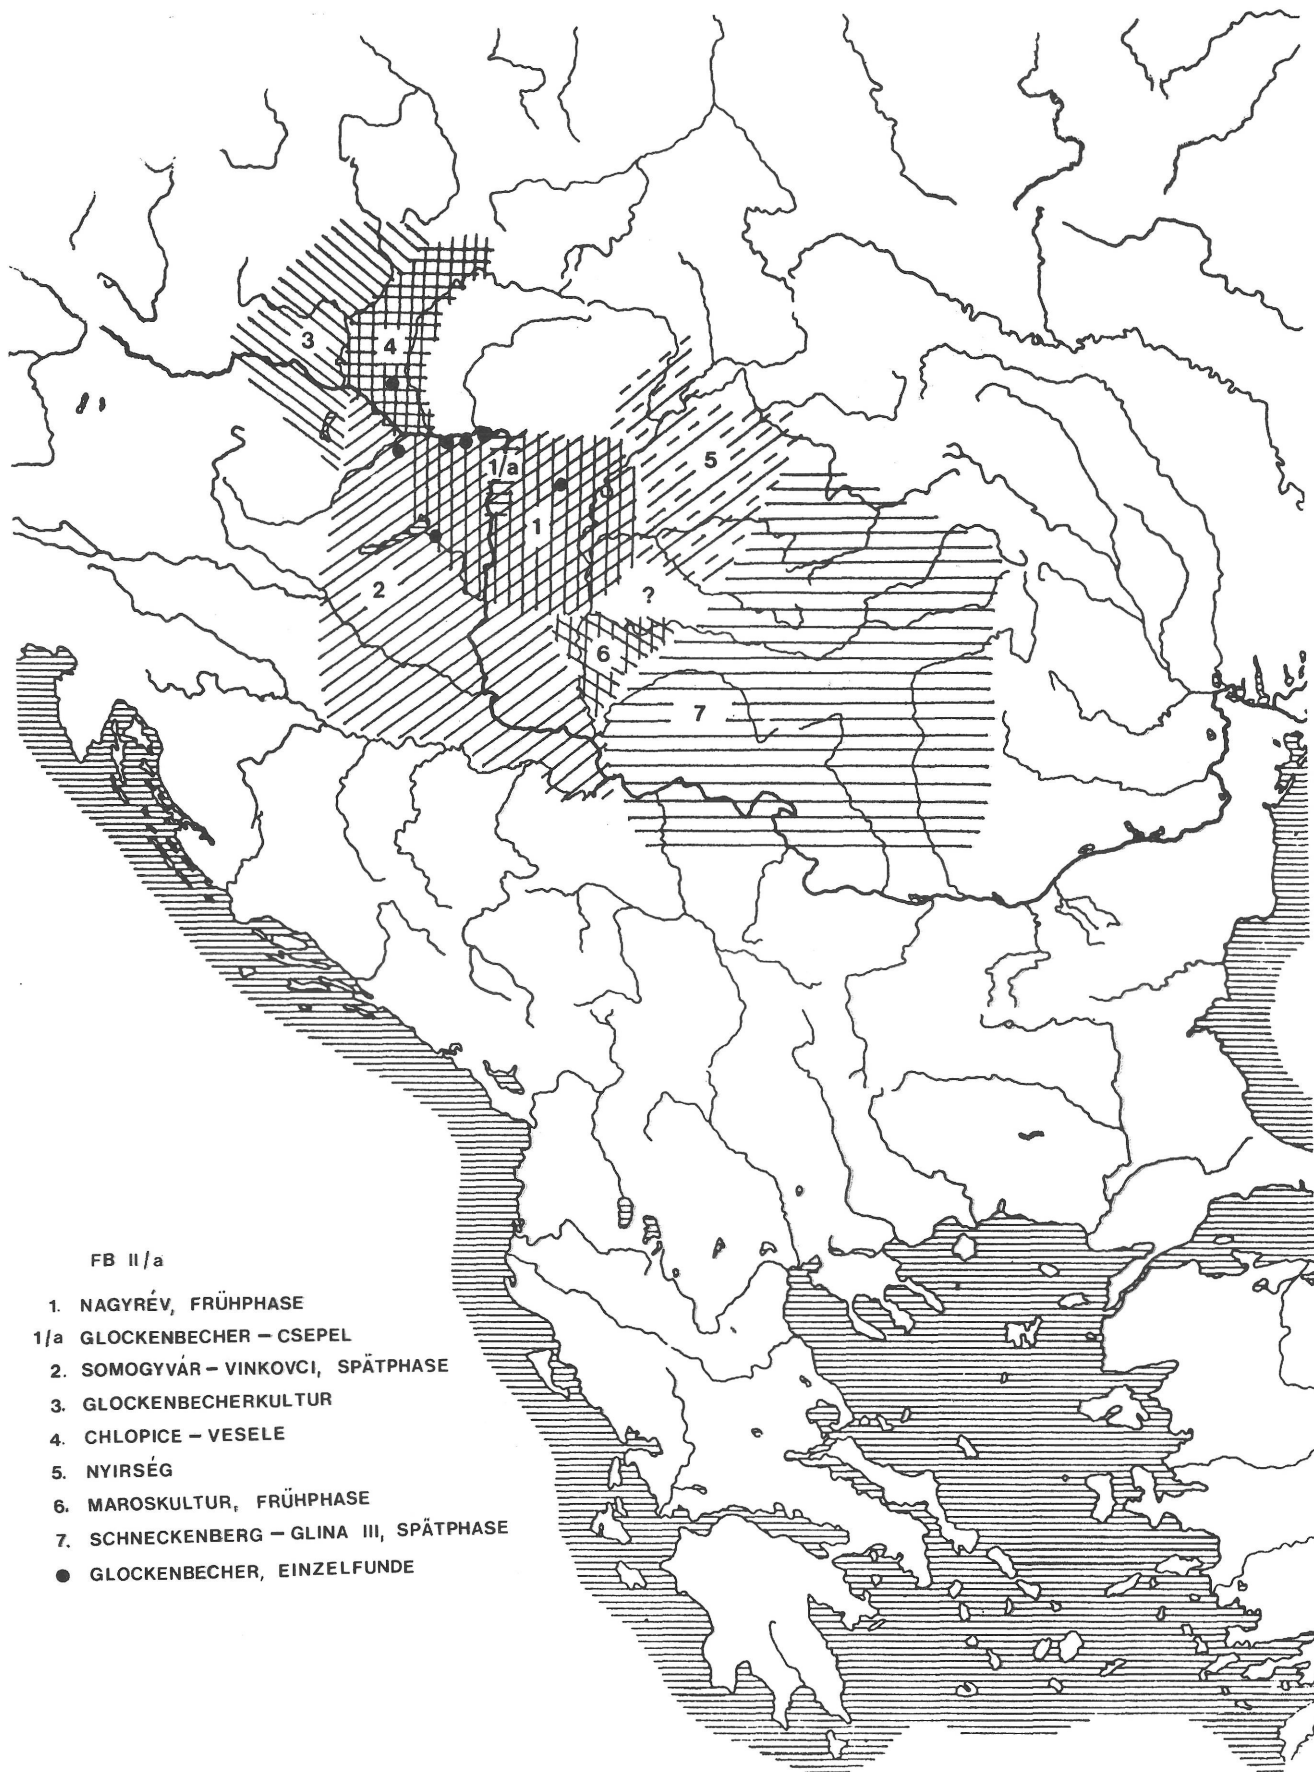 3
4
5
1/a
1
2
?
6
7
FB II/a
1. NAGYRÉV, FRÜHPHASE
1/a GLOCKENBECHER – CSEPEL
2. SOMOGYVÁR – VINKOVCI, SPÄTPHASE
3. GLOCKENBECHERKULTUR
4. CHLOPICE – VESELE
5. NYIRSÉG
6. MAROSKULTUR, FRÜHPHASE
7. SCHNECKENBERG – GLINA III, SPÄTPHASE
● GLOCKENBECHER, EINZELFUNDE